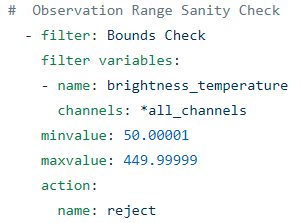 #  Observation Range Sanity Check
  - filter: Bounds Check
    filter variables:
    - name: brightness_temperature
      channels: *all_channels
    minvalue: 50.00001
    maxvalue: 449.99999
    action:
      name: reject